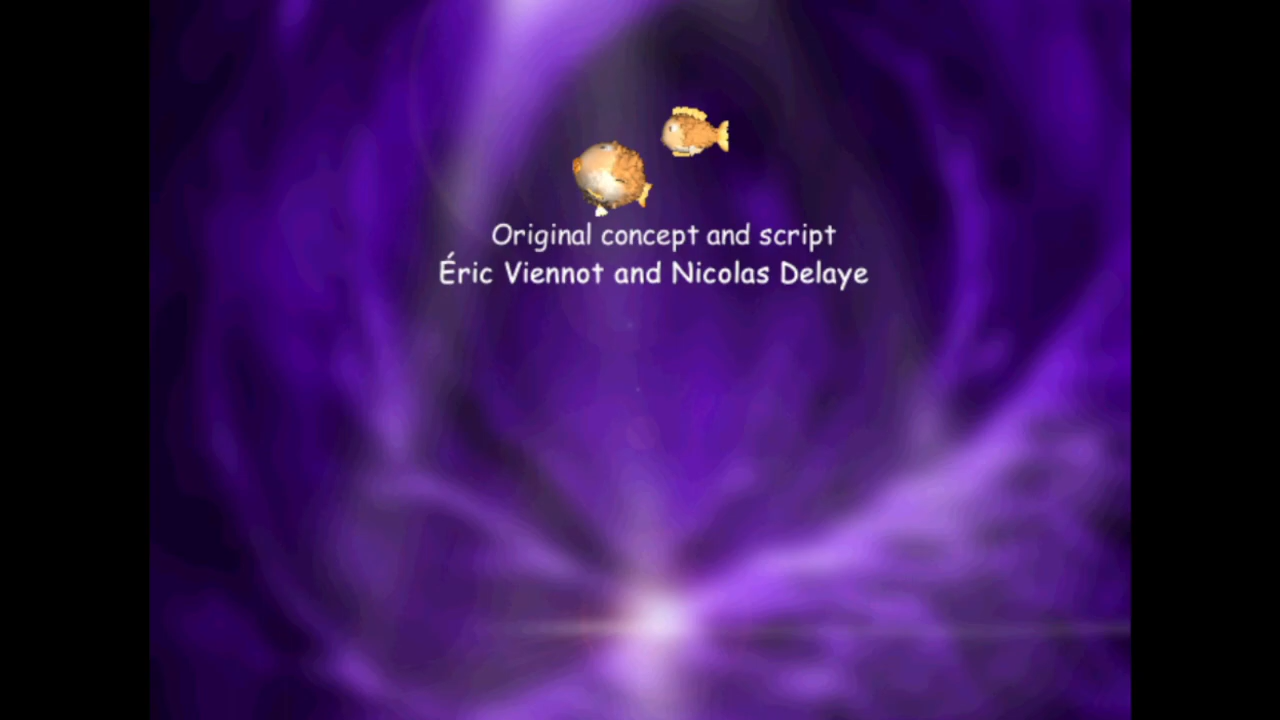 Original concept and script
Éric Viennot and Nicolas Delaye